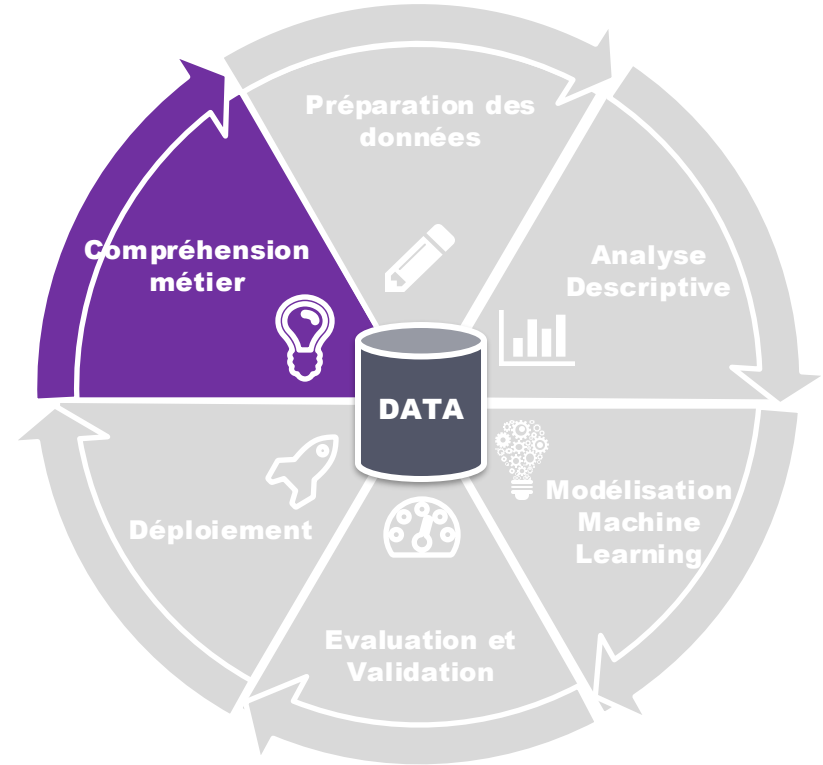 Préparation des
données
Compréhension
métier
Analyse
Descriptive
DATA
Modélisation
Machine
Learning
Déploiement
Evaluation et
Validation